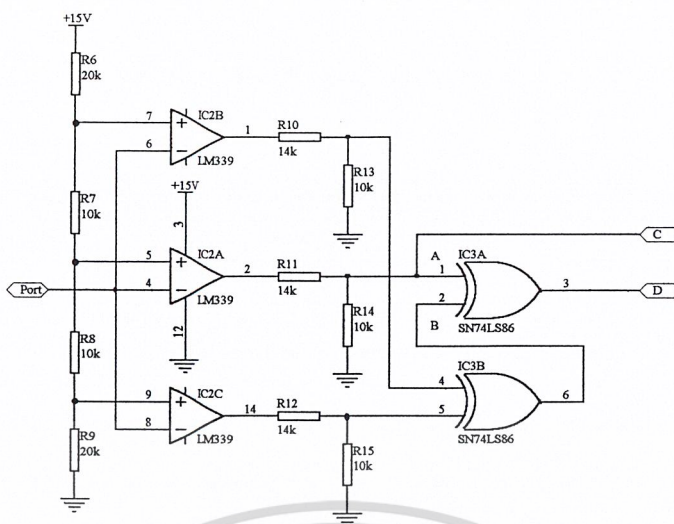 +15V
R6
20k
7
IC2B
1
R10
14k
6
LM339
R13
10k
R7
10k
+15V
3
5
IC2A
2
R11
14k
4
LM339
12
R14
10k
Port
A
1
IC3A
3
2
B
SN74LS86
C
D
R8
10k
9
IC2C
14
R12
14k
8
LM339
R15
10k
R9
20k
4
IC3B
6
5
SN74LS86